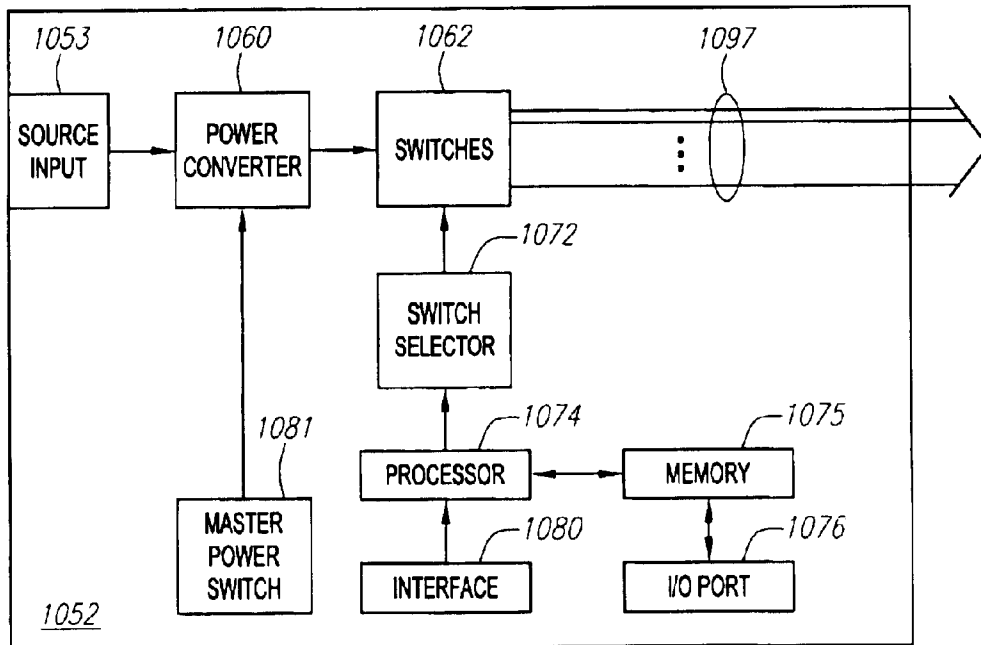 1053
1060
1062
1097
SOURCE
INPUT
POWER
CONVERTER
SWITCHES
1072
SWITCH
SELECTOR
1081
1074
1075
PROCESSOR
MEMORY
MASTER
POWER
SWITCH
1080
1076
INTERFACE
I/O PORT
1052